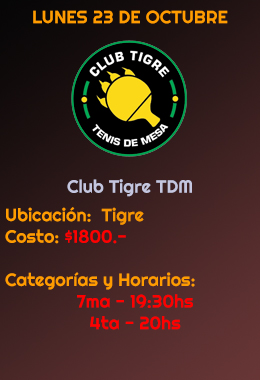 LUNES 23 DE OCTUBRE
CLUB TIGRE
TENIS DE MESA
Club Tigre TDM
Ubicación: Tigre
Costo: $1800.-
Categorías y Horarios:
7ma - 19:30hs
4ta - 20hs